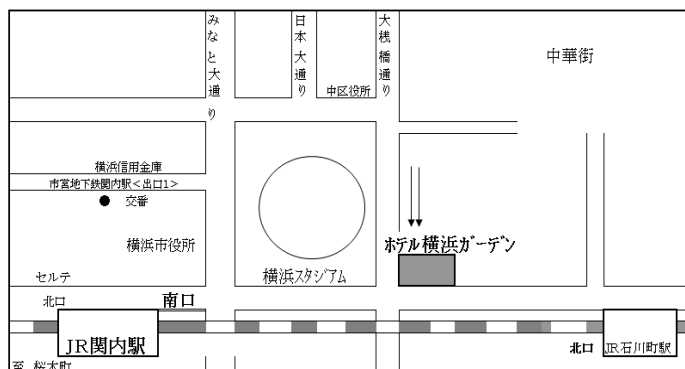 みなと大通り
日本大通り
大桟橋通り
中華街
中区役所
横浜信用金庫
市営地下鉄関内駅<出口1>
交番
横浜市役所
ホテル横浜ガーデン
セルテ
横浜スタジアム
北口
南口
JR関内駅
北口
JR石川町駅
至 桜木町